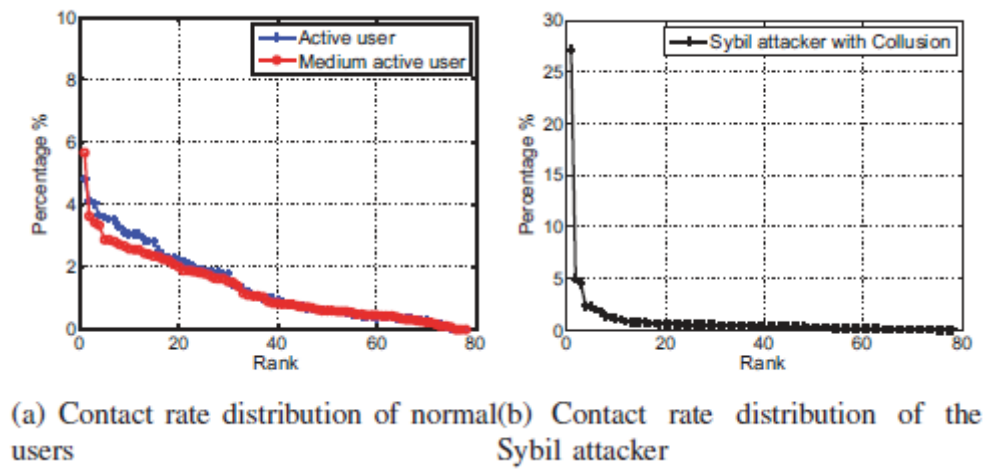 10
8
6
4
2
0
Percentage %
Active user
Medium active user
0 20 40 60 80
Rank
30
25
20
15
10
5
0
Percentage %
Sybil attacker with Collusion
0 20 40 60 80
Rank
(a) Contact rate distribution of normal
users
(b) Contact rate distribution of the
Sybil attacker